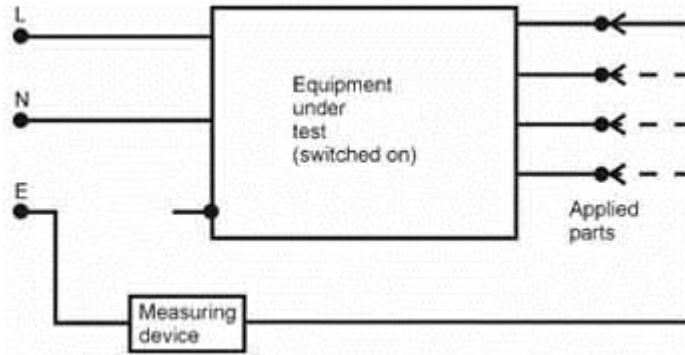 L
N
E
Equipment
under
test
(switched on)
Applied
parts
Measuring
device